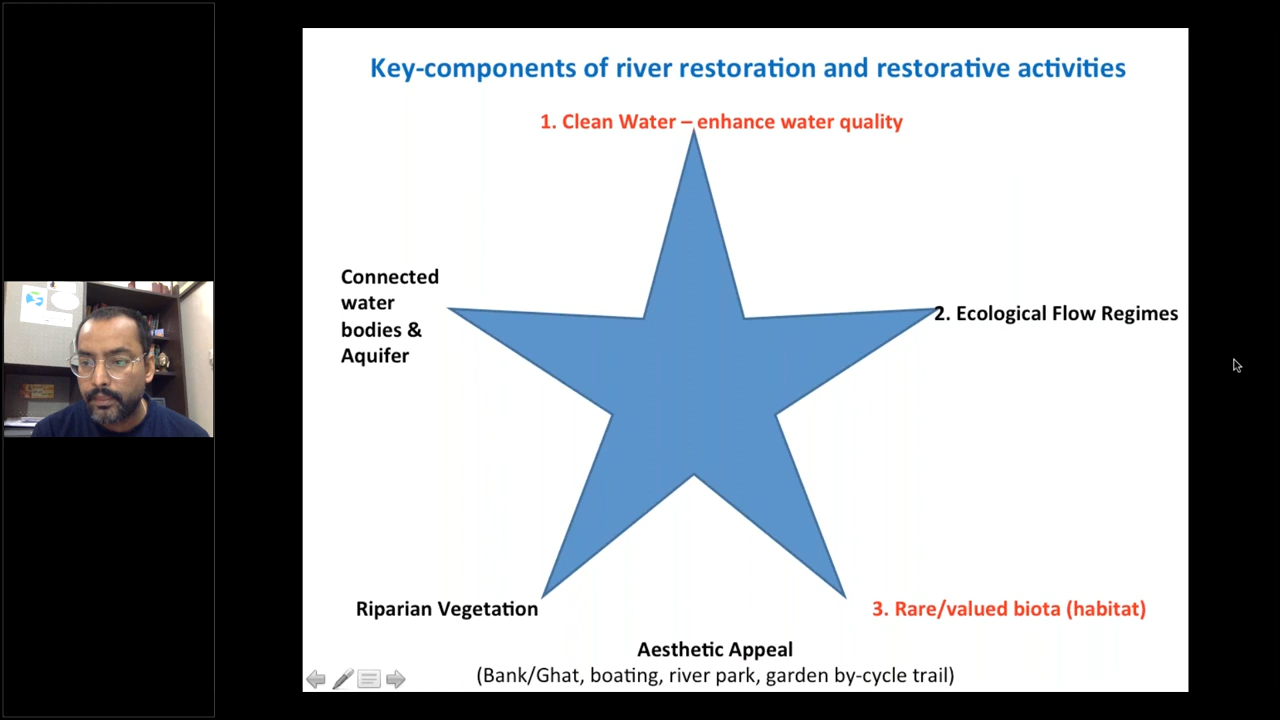 Key-components of river restoration and restorative activities
1. Clean Water – enhance water quality
Connected
water
bodies &
Aquifer
2. Ecological Flow Regimes
Riparian Vegetation
3. Rare/valued biota (habitat)
Aesthetic Appeal
(Bank/Ghat, boating, river park, garden by-cycle trail)